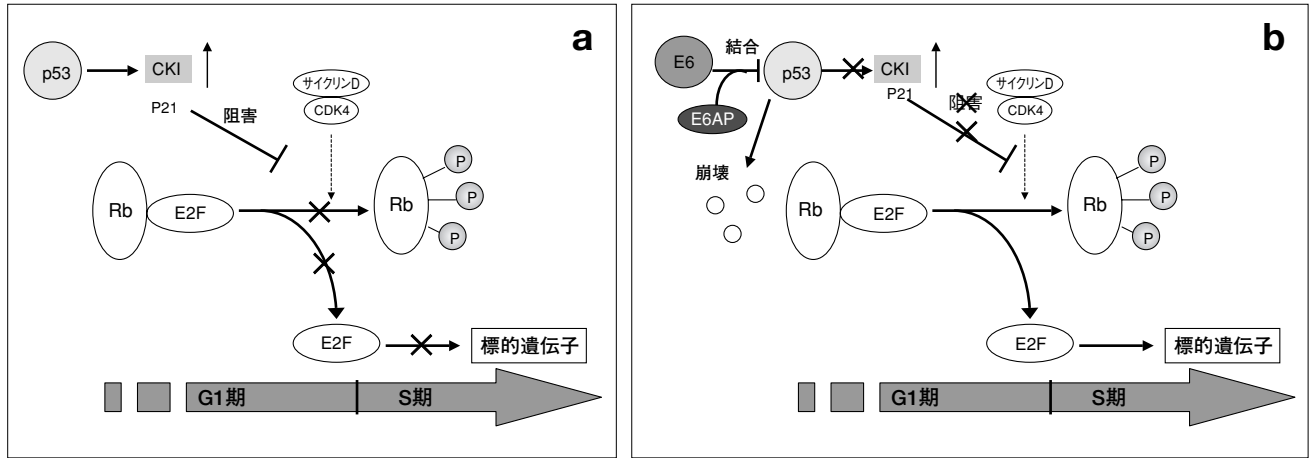 a
p53
CKI
P21
阻害
サイクリンD
CDK4
Rb
E2F
Rb
P
P
P
E2F
標的遺伝子
G1期
S期
b
E6
結合
p53
E6AP
CKI
P21
阻害
サイクリンD
CDK4
崩壊
Rb
E2F
Rb
P
P
P
E2F
標的遺伝子
G1期
S期